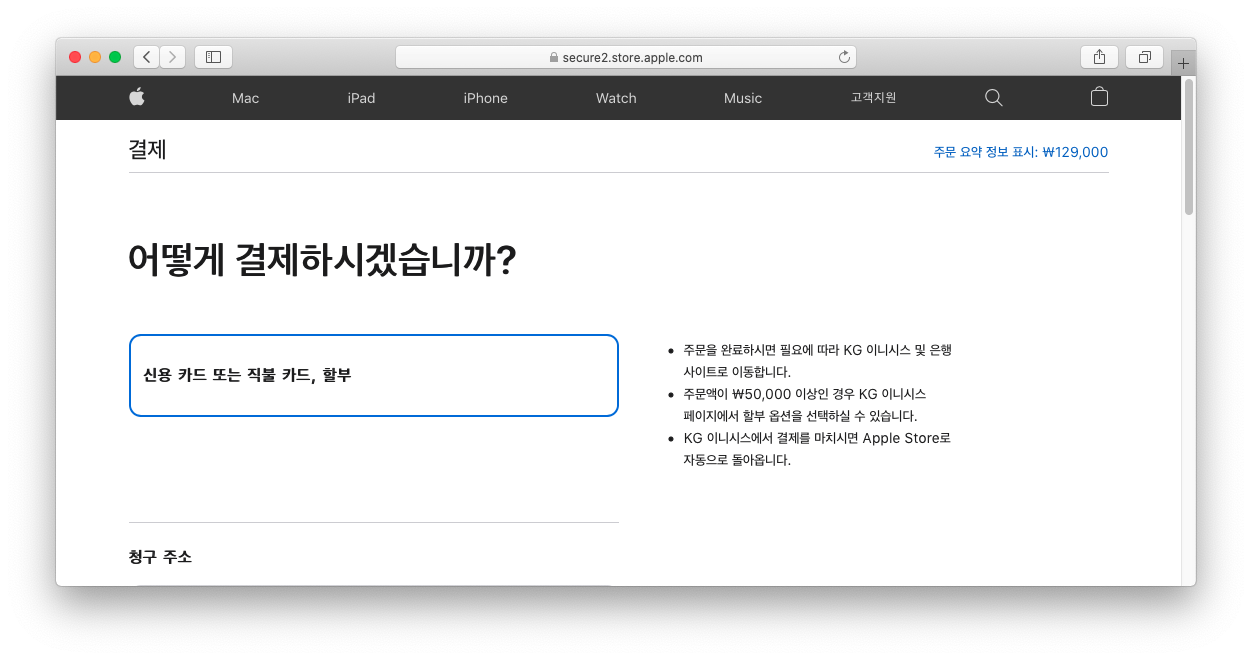 secure2.store.apple.com
Mac iPad iPhone Watch Music 고객지원
결제
주문 요약 정보 표시: ₩129,000
어떻게 결제하시겠습니까?
신용 카드 또는 직불 카드, 할부
• 주문을 완료하시면 필요에 따라 KG 이니시스 및 은행
사이트로 이동합니다.
• 주문액이 ₩50,000 이상인 경우 KG 이니시스
페이지에서 할부 옵션을 선택하실 수 있습니다.
• KG 이니시스에서 결제를 마치시면 Apple Store로
자동으로 돌아옵니다.
청구 주소